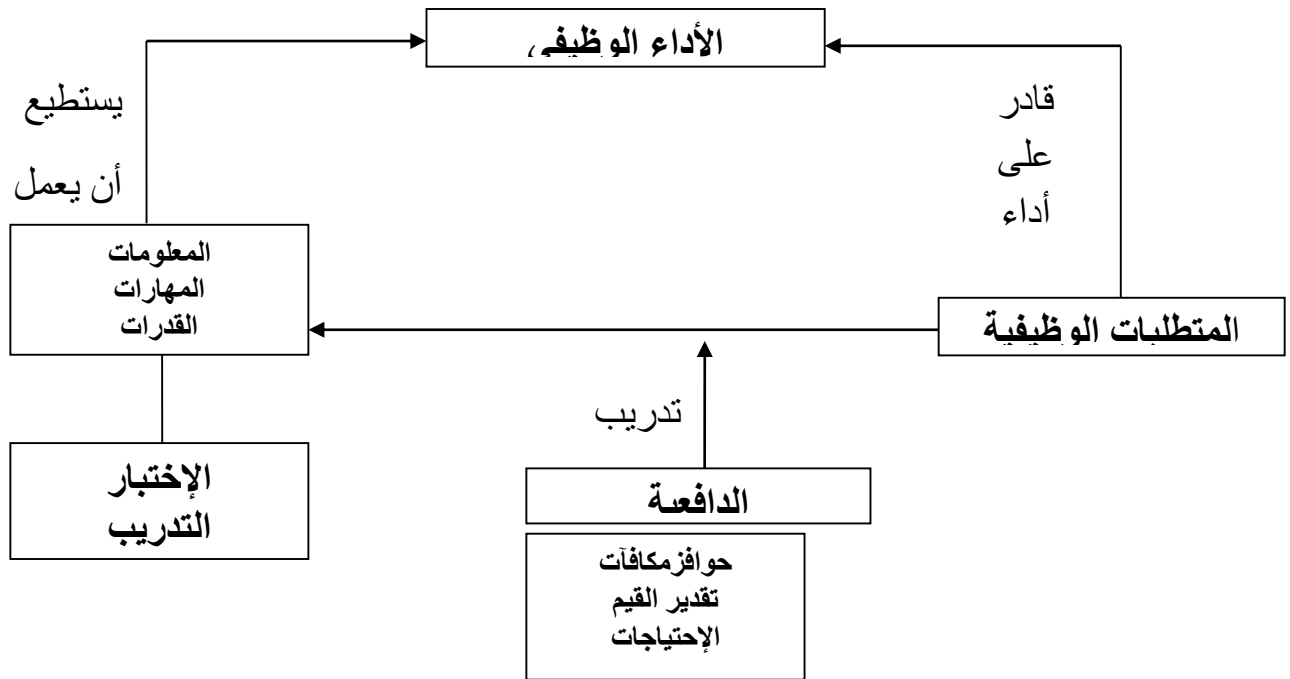 الأداء الوظيفي
يستطيع
أن يعمل
قادر
على
أداء
المعلومات
المهارات
القدرات
المتطلبات الوظيفية
تدريب
الإختبار
التدريب
الدافعية
حوافزمكافآت
تقدير القيم
الإحتياجات